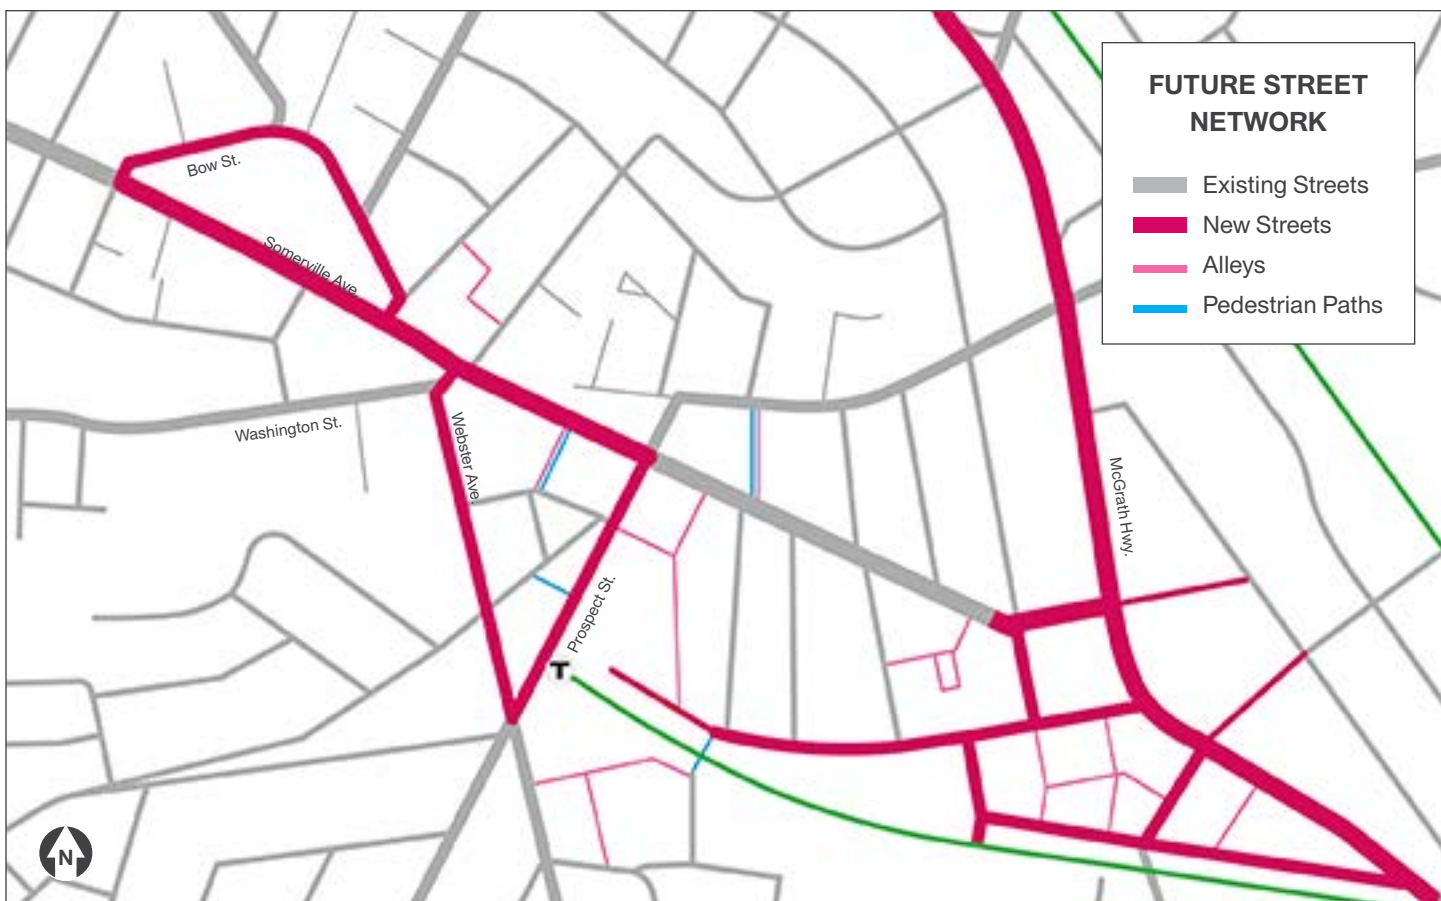 FUTURE STREET
NETWORK
Existing Streets
New Streets
Alleys
Pedestrian Paths
Bow St.
Somerville Ave.
Washington St.
Webster Ave.
McGrath Hwy.
Prospect St.
T
N